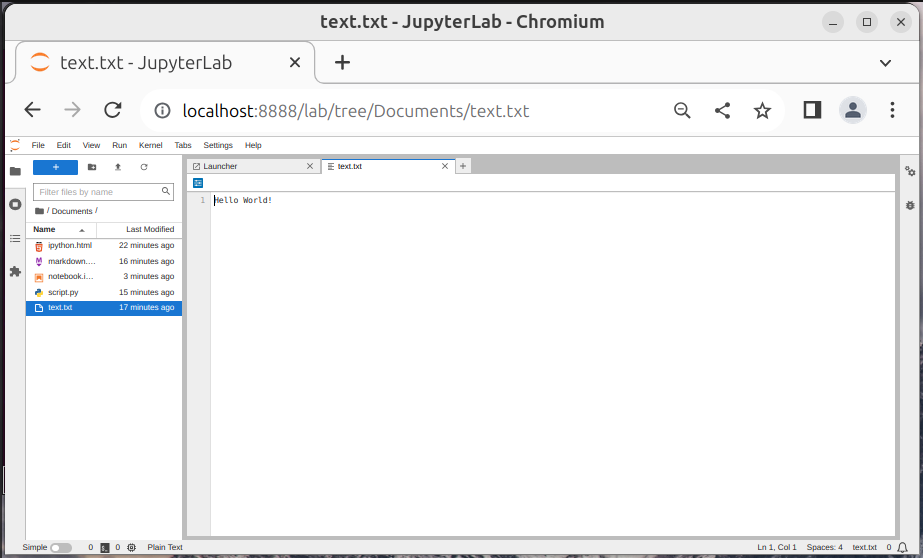 text.txt - JupyterLab - Chromium
text.txt - JupyterLab
localhost:8888/lab/tree/Documents/text.txt
File Edit View Run Kernel Tabs Settings Help
Launcher text.txt
Filter files by name
/ Documents /
Name Last Modified
ipython.html 22 minutes ago
markdown.... 16 minutes ago
notebook.i... 3 minutes ago
script.py 15 minutes ago
text.txt 17 minutes ago
1 Hello World!
Simple 0 0 Plain Text Ln 1, Col 1 Spaces: 4 text.txt 0